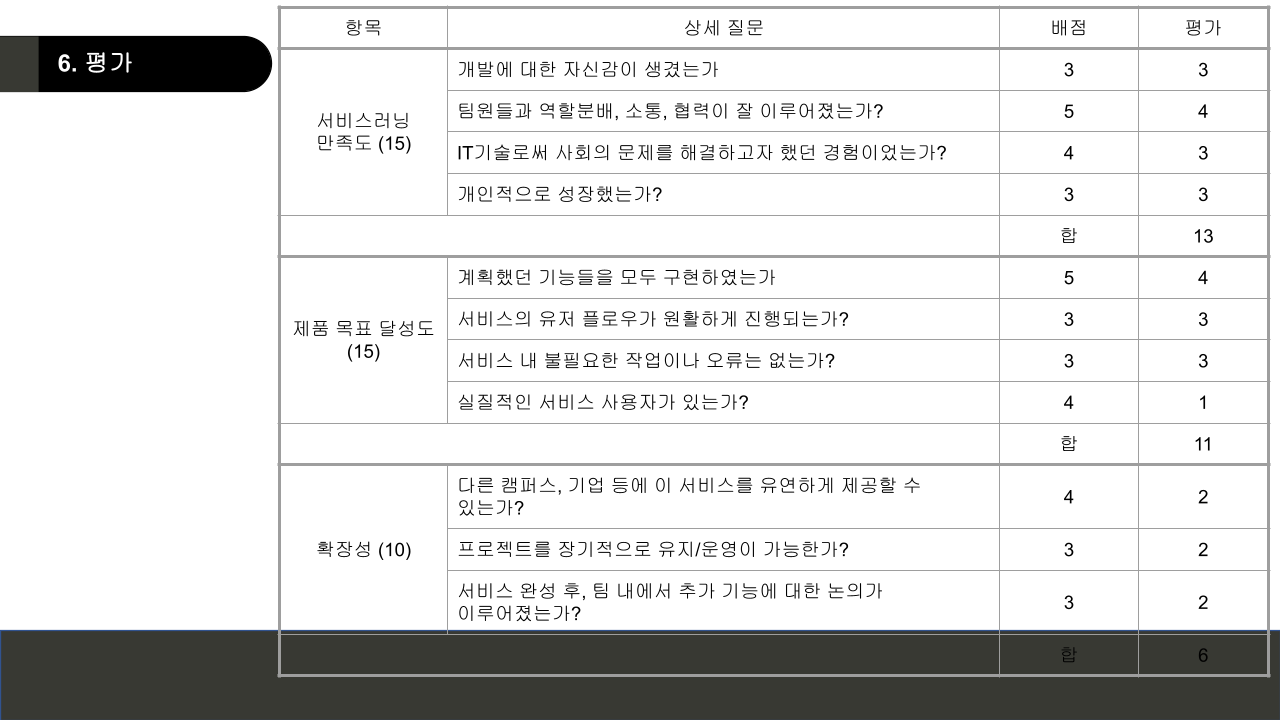 6. 평가
항목 상세 질문 배점 평가
서비스러닝
만족도 (15)
개발에 대한 자신감이 생겼는가 3 3
팀원들과 역할분배, 소통, 협력이 잘 이루어졌는가? 5 4
IT기술로써 사회의 문제를 해결하고자 했던 경험이었는가? 4 3
개인적으로 성장했는가? 3 3
합 13
제품 목표 달성도
(15)
계획했던 기능들을 모두 구현하였는가 5 4
서비스의 유저 플로우가 원활하게 진행되는가? 3 3
서비스 내 불필요한 작업이나 오류는 없는가? 3 3
실질적인 서비스 사용자가 있는가? 4 1
합 11
확장성 (10)
다른 캠퍼스, 기업 등에 이 서비스를 유연하게 제공할 수
있는가? 4 2
프로젝트를 장기적으로 유지/운영이 가능한가? 3 2
서비스 완성 후, 팀 내에서 추가 기능에 대한 논의가
이루어졌는가? 3 2
합 6